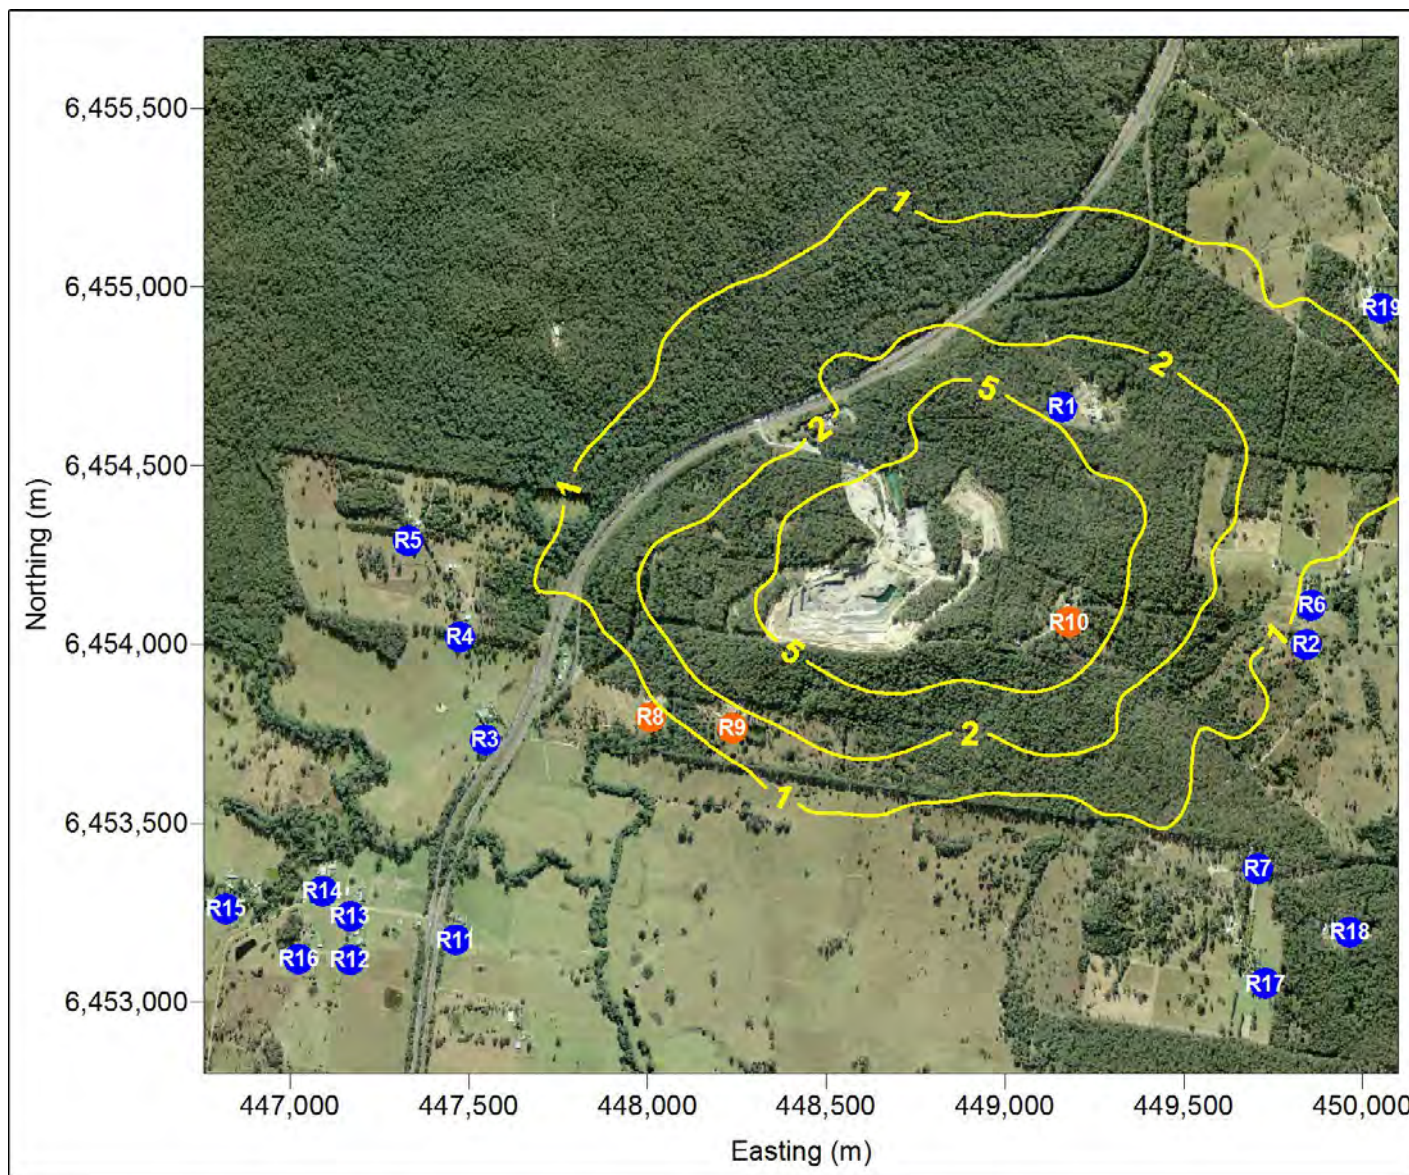 6,455,500
1
6,455,000
R19
2
5
R1
2
6,454,500
1
R5
R6
R10
R4
6,454,000
1
R2
5
R8
R9
2
R3
1
6,453,500
R7
R14
R15
R13
R11
R18
R16
R12
R17
6,453,000
Northing (m)
447,000 447,500 448,000 448,500 449,000 449,500 450,000
Easting (m)